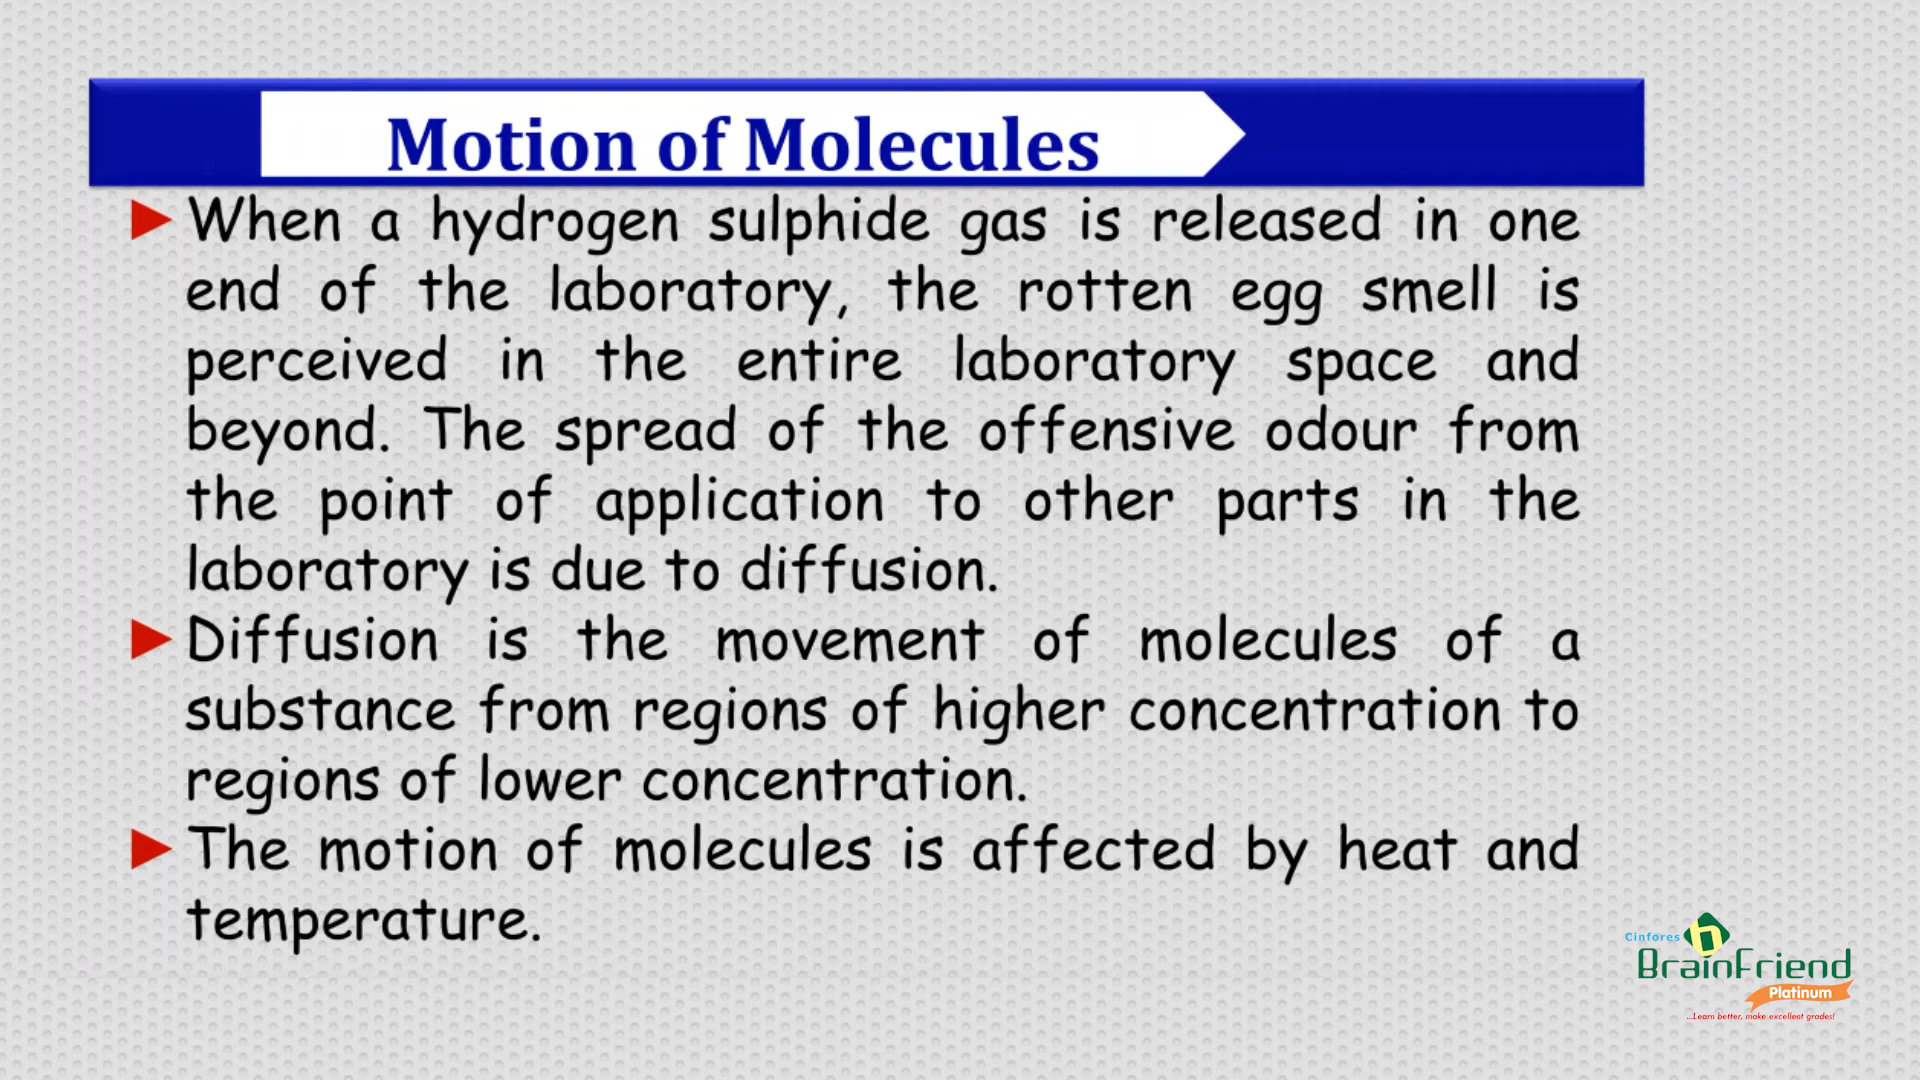 Motion of Molecules
When a hydrogen sulphide gas is released in one
end of the laboratory, the rotten egg smell is
perceived in the entire laboratory space and
beyond. The spread of the offensive odour from
the point of application to other parts in the
laboratory is due to diffusion.
Diffusion is the movement of molecules of a
substance from regions of higher concentration to
regions of lower concentration.
The motion of molecules is affected by heat and
temperature.
Cinfores
BrainFriend
Platinum
...Learn better, make excellent grades!